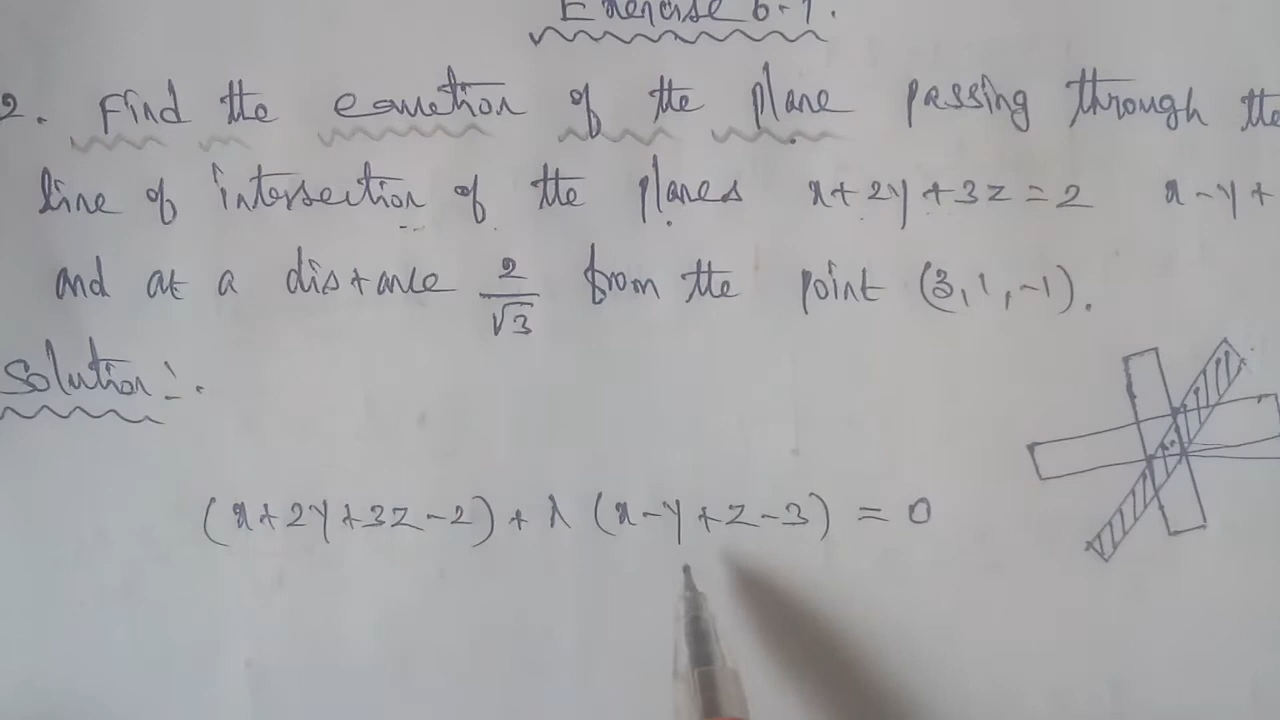 Exercise 6.9.
2. Find the equation of the plane passing through the
line of intersection of the planes x+2y+3z=2 x-y+
and at a distance 2/√3 from the point (3,1,-1).
Solution:-
(x+2y+3z-2)+λ(x-y+z-3)=0